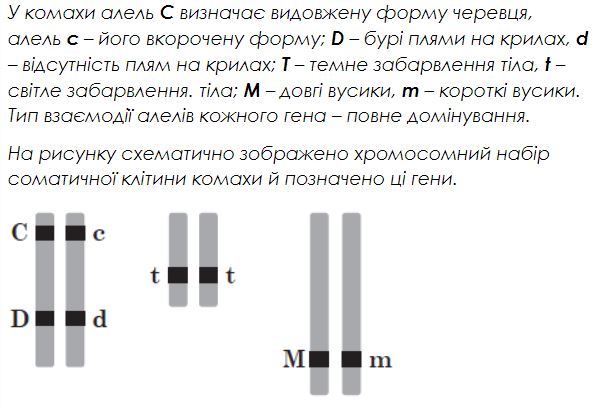 У комахи алель C визначає видовжену форму черевця,
алель c – його вкорочену форму; D – бурі плями на крилах, d
– відсутність плям на крилах; T – темне забарвлення тіла, t –
світле забарвлення. тіла; M – довгі вусики, m – короткі вусики.
Тип взаємодії алелів кожного гена – повне домінування.
На рисунку схематично зображено хромосомний набір
соматичної клітини комахи й позначено ці гени.
C c
t t
D d
M m